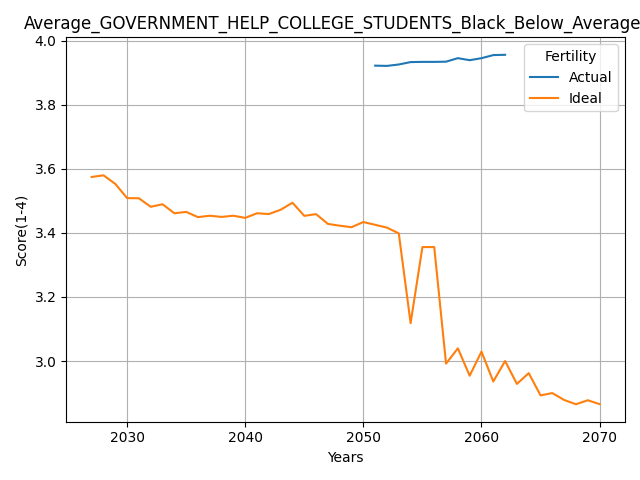 Average_GOVERNMENT_HELP_COLLEGE_STUDENTS_Black_Below_Average
4.0
3.8
3.6
3.4
3.2
3.0
Score(1-4)
Fertility
Actual
Ideal
2030 2040 2050 2060 2070
Years